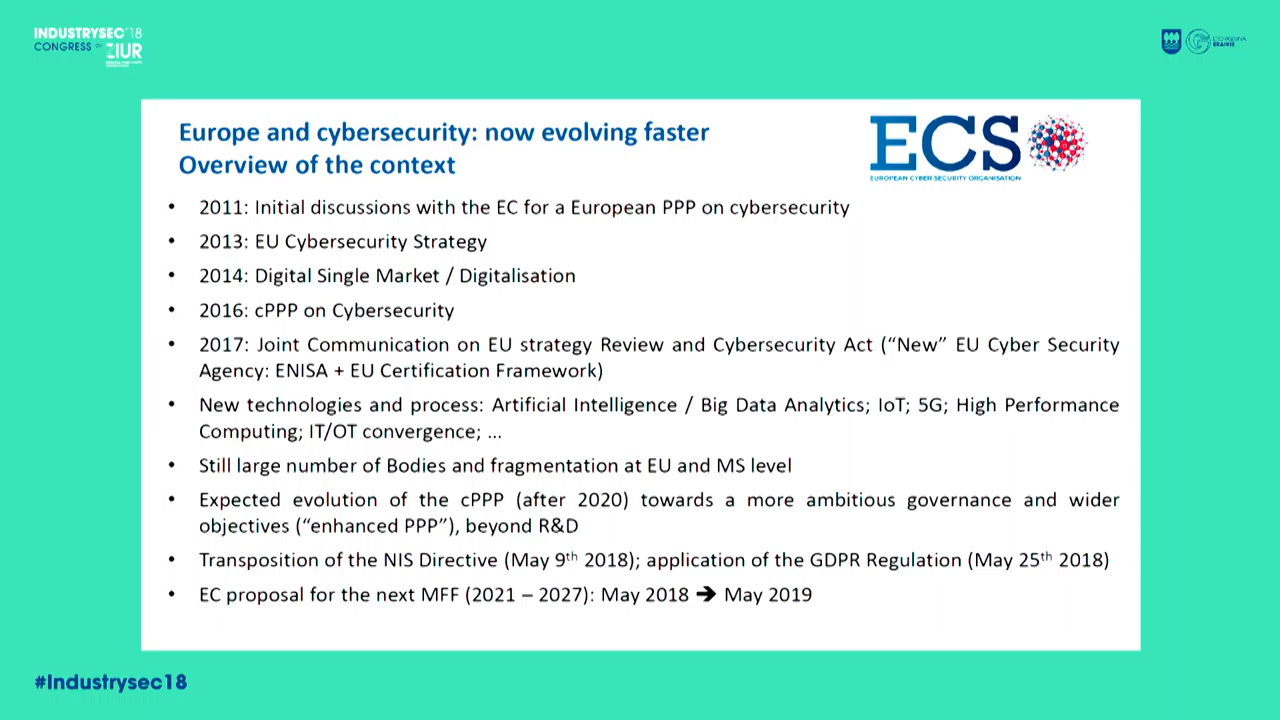 INDUSTRYSEC'18
CONGRESS BY ZIUR
Europe and cybersecurity: now evolving faster
Overview of the context
ECS
EUROPEAN CYBER SECURITY ORGANISATION
• 2011: Initial discussions with the EC for a European PPP on cybersecurity
• 2013: EU Cybersecurity Strategy
• 2014: Digital Single Market / Digitalisation
• 2016: cPPP on Cybersecurity
• 2017: Joint Communication on EU strategy Review and Cybersecurity Act (“New” EU Cyber Security
Agency: ENISA + EU Certification Framework)
• New technologies and process: Artificial Intelligence / Big Data Analytics; IoT; 5G; High Performance
Computing; IT/OT convergence; ...
• Still large number of Bodies and fragmentation at EU and MS level
• Expected evolution of the cPPP (after 2020) towards a more ambitious governance and wider
objectives (“enhanced PPP”), beyond R&D
• Transposition of the NIS Directive (May 9th 2018); application of the GDPR Regulation (May 25th 2018)
• EC proposal for the next MFF (2021 – 2027): May 2018 ➔ May 2019
#Industrysec18